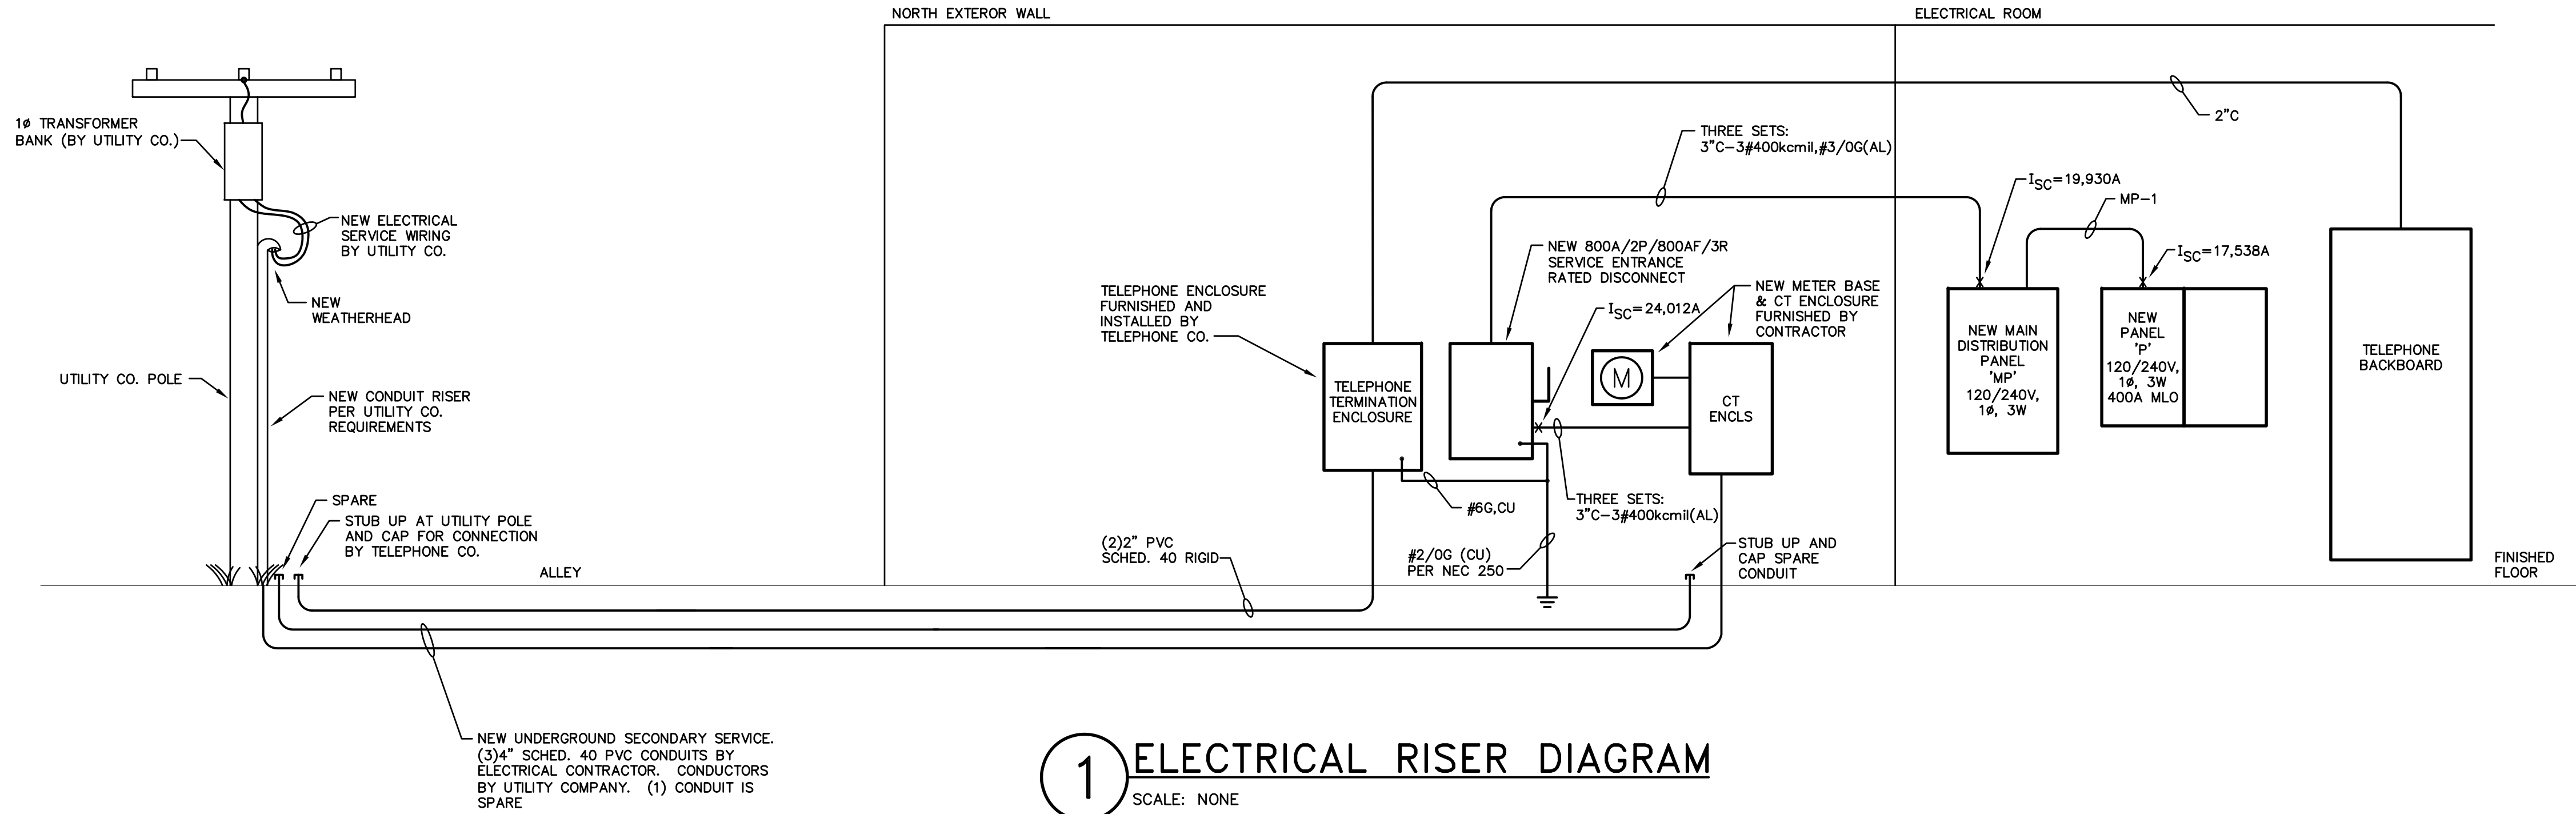 NORTH EXTEROR WALL
ELECTRICAL ROOM
1ø TRANSFORMER
BANK (BY UTILITY CO.)
NEW ELECTRICAL
SERVICE WIRING
BY UTILITY CO.
NEW
WEATHERHEAD
UTILITY CO. POLE
NEW CONDUIT RISER
PER UTILITY CO.
REQUIREMENTS
SPARE
STUB UP AT UTILITY POLE
AND CAP FOR CONNECTION
BY TELEPHONE CO.
ALLEY
NEW UNDERGROUND SECONDARY SERVICE.
(3)4" SCHED. 40 PVC CONDUITS BY
ELECTRICAL CONTRACTOR. CONDUCTORS
BY UTILITY COMPANY. (1) CONDUIT IS
SPARE
TELEPHONE ENCLOSURE
FURNISHED AND
INSTALLED BY
TELEPHONE CO.
TELEPHONE
TERMINATION
ENCLOSURE
(2)2" PVC
SCHED. 40 RIGID
#6G,CU
#2/0G (CU)
PER NEC 250
NEW 800A/2P/800AF/3R
SERVICE ENTRANCE
RATED DISCONNECT
ISC=24,012A
THREE SETS:
3"C-3#400kcmil,#3/0G(AL)
NEW METER BASE
& CT ENCLOSURE
FURNISHED BY
CONTRACTOR
M
CT
ENCLS
THREE SETS:
3"C-3#400kcmil(AL)
STUB UP AND
CAP SPARE
CONDUIT
2"C
ISC=19,930A
MP-1
ISC=17,538A
NEW MAIN
DISTRIBUTION
PANEL
'MP'
120/240V,
1ø, 3W
NEW
PANEL
'P'
120/240V,
1ø, 3W
400A MLO
TELEPHONE
BACKBOARD
FINISHED
FLOOR
1
ELECTRICAL RISER DIAGRAM
SCALE: NONE